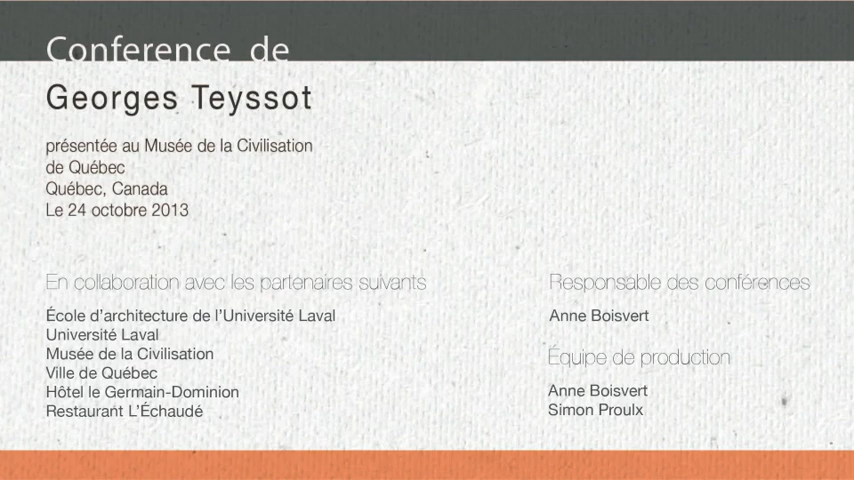 Conference de
Georges Teyssot
présentée au Musée de la Civilisation
de Québec
Québec, Canada
Le 24 octobre 2013
En collaboration avec les partenaires suivants
École d'architecture de l'Université Laval
Université Laval
Musée de la Civilisation
Ville de Québec
Hôtel le Germain-Dominion
Restaurant L'Échaudé
Responsable des conférences
Anne Boisvert
Équipe de production
Anne Boisvert
Simon Proulx